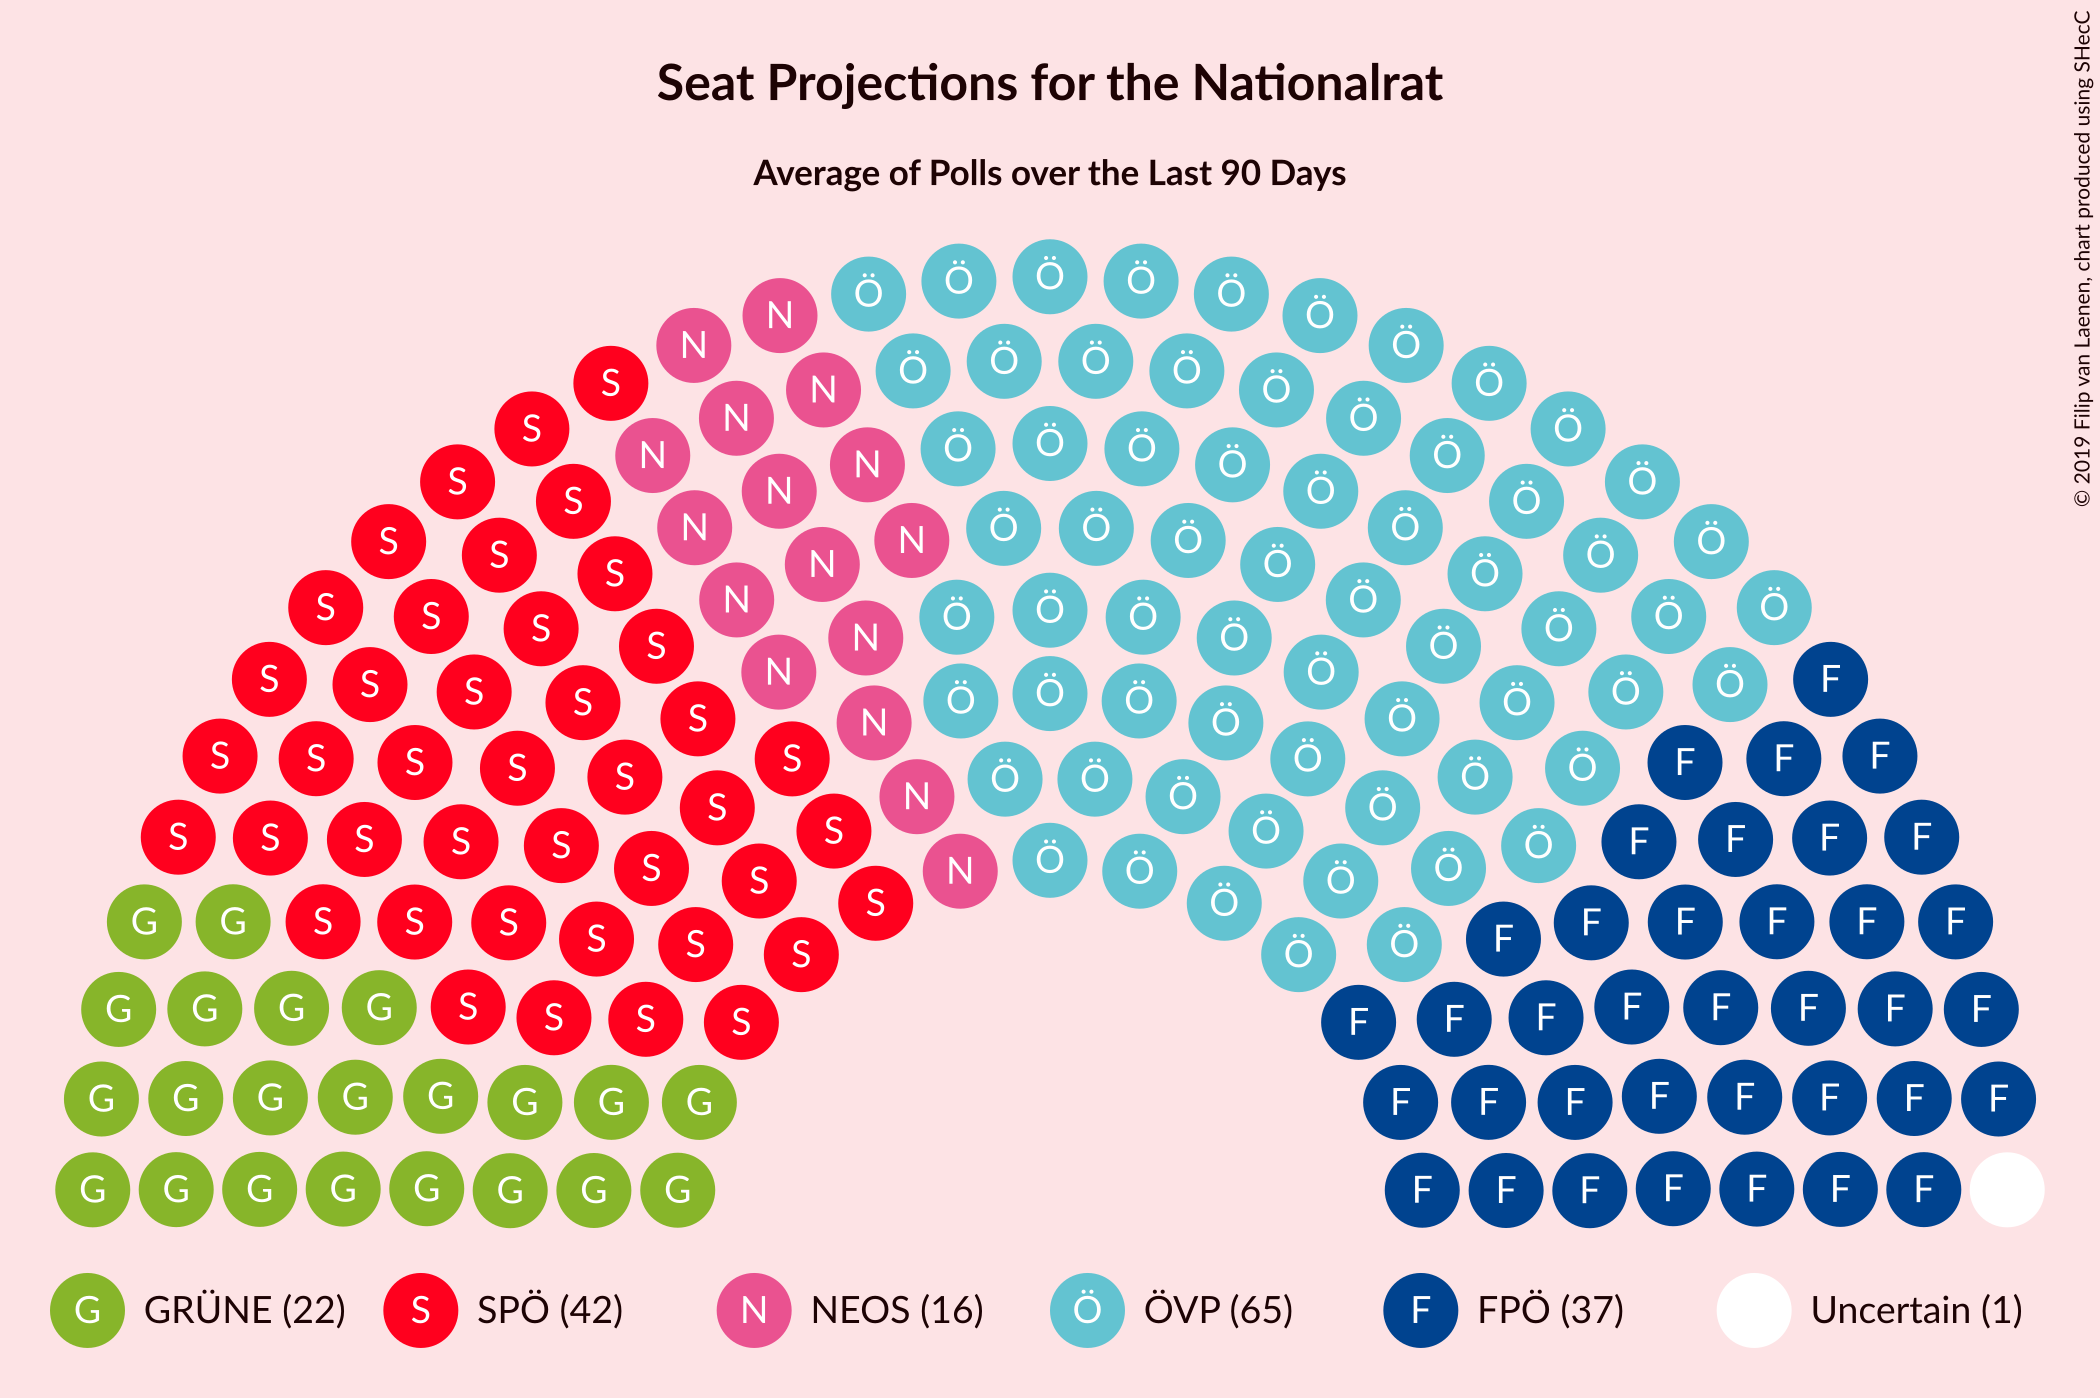 Seat Projections for the Nationalrat
Average of Polls over the Last 90 Days
© 2019 Filip van Laenen, chart produced using SHecC
Ö Ö Ö Ö Ö
N N Ö Ö
N N Ö Ö Ö Ö Ö Ö Ö
S S N N Ö Ö Ö Ö Ö Ö Ö
S S N N N Ö Ö Ö Ö Ö Ö Ö
S S S N N Ö Ö Ö Ö Ö Ö Ö
S S S S N N Ö Ö Ö Ö Ö Ö Ö Ö
S S S S S N N Ö Ö Ö Ö Ö Ö Ö Ö Ö F
S S S S S S S N Ö Ö Ö Ö Ö Ö Ö F F F
S S S S S S S S N Ö Ö Ö Ö Ö Ö Ö F F F F
G G S S S S S S S Ö Ö Ö F F F F F F
G G G G S S S S F F F F F F F F
G G G G G G G G F F F F F F F F
G G G G G G G G F F F F F F F
G GRÜNE (22) S SPÖ (42) N NEOS (16) Ö ÖVP (65) F FPÖ (37) Uncertain (1)